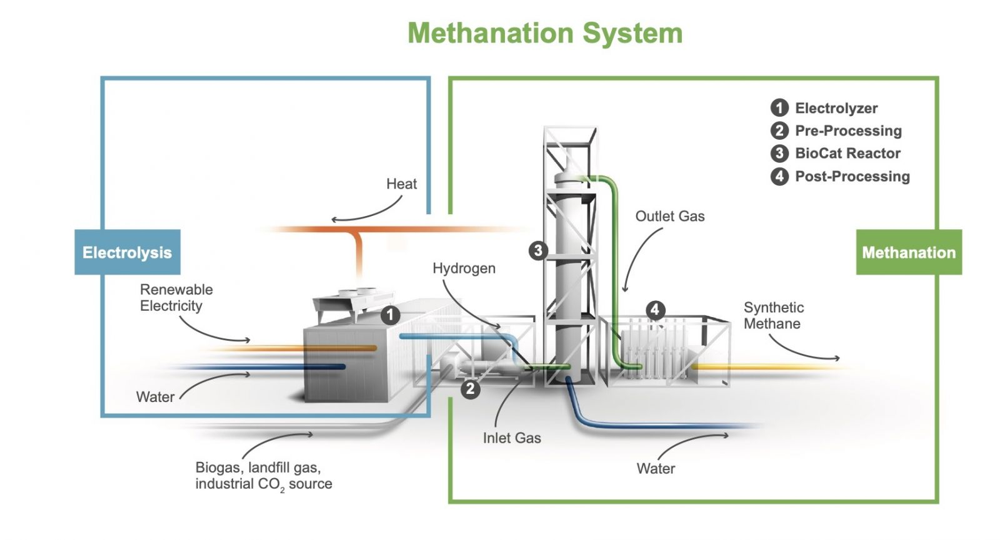 Methanation System
1 Electrolyzer
2 Pre-Processing
3 BioCat Reactor
4 Post-Processing
Heat
Outlet Gas
Electrolysis
3
Methanation
Hydrogen
Renewable
Electricity
1
4
Synthetic
Methane
Water
2
Inlet Gas
Biogas, landfill gas,
industrial CO₂ source
Water